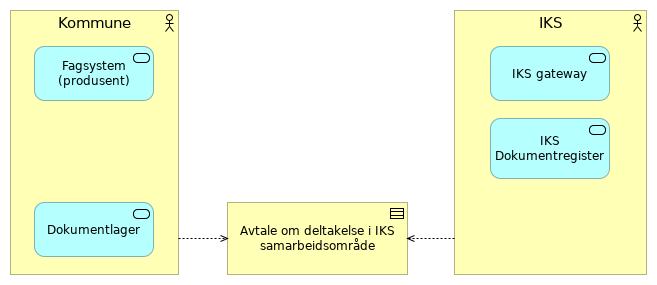 Kommune
Fagsystem
(produsent)
Dokumentlager
Avtale om deltakelse i IKS
samarbeidsområde
IKS
IKS gateway
IKS
Dokumentregister